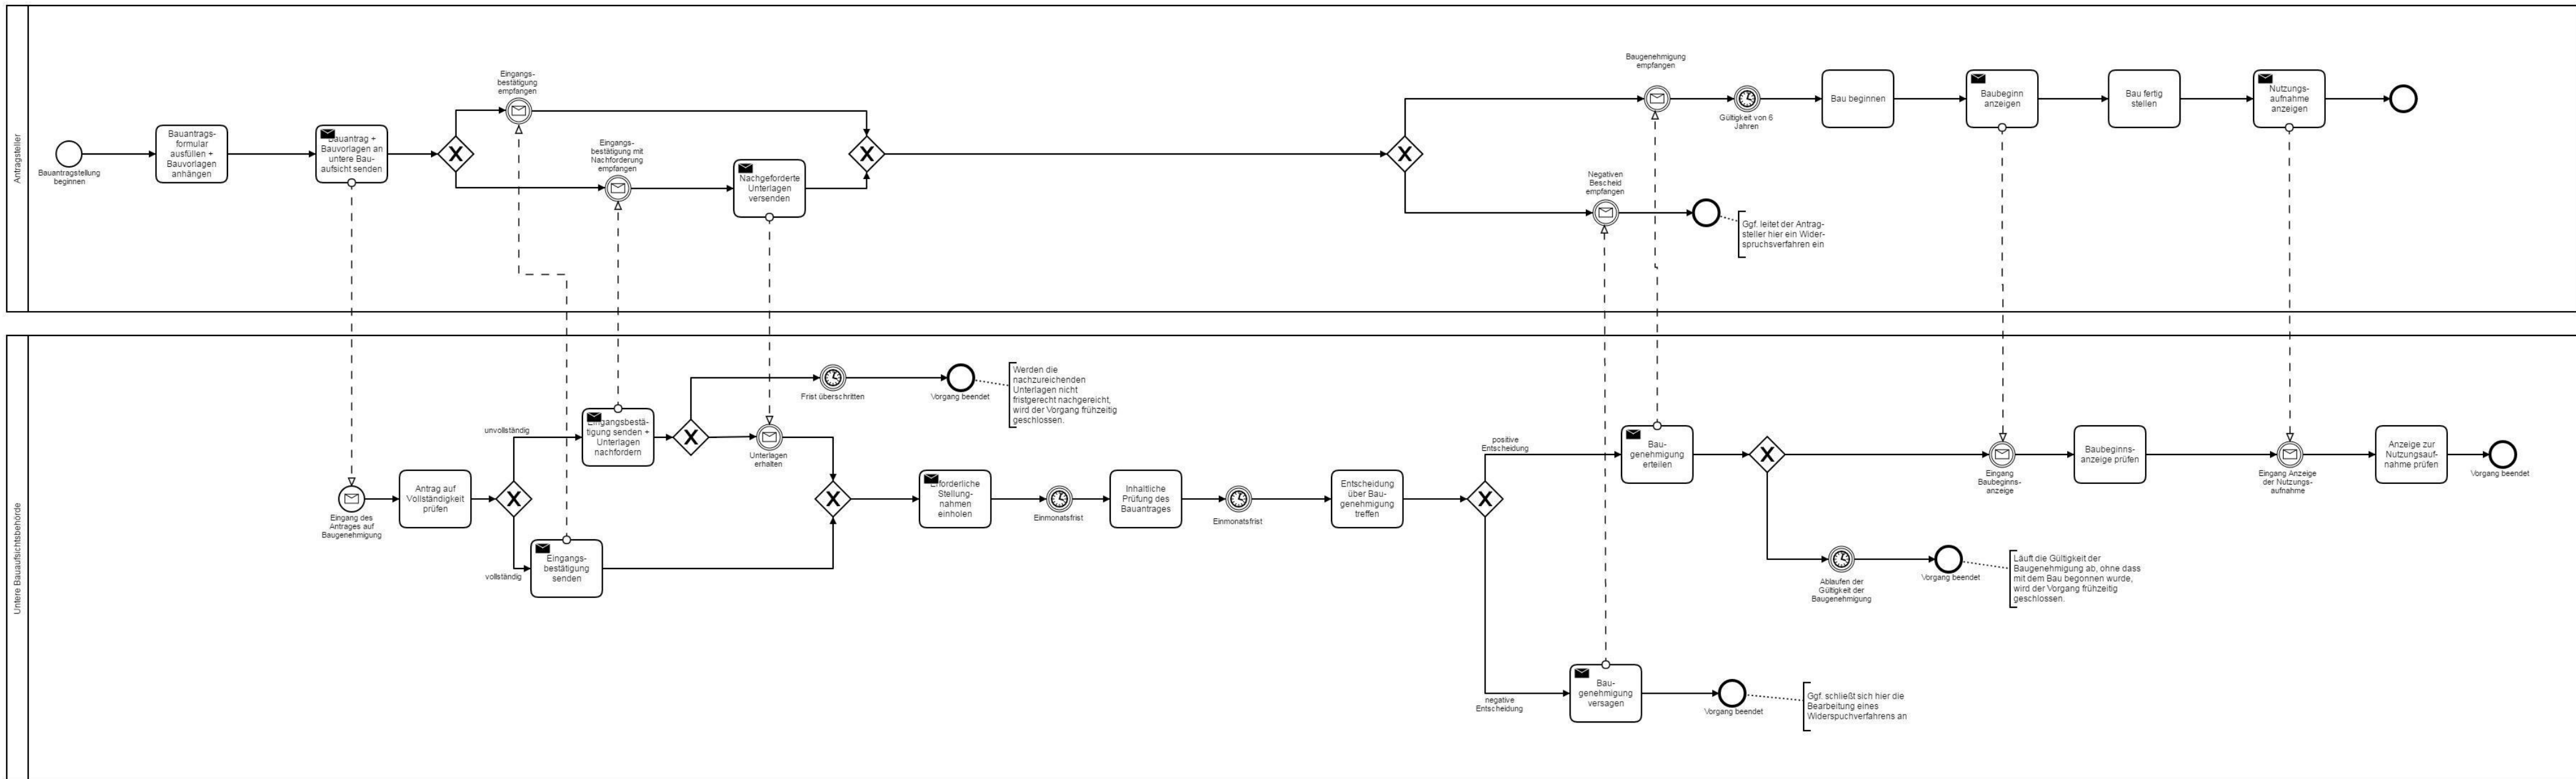 Antragsteller
Bauantragstellung
beginnen
Bauantrags-
formular
ausfüllen +
Bauvorlagen
anhängen
Bauantrag +
Bauvorlagen an
untere Bau-
aufsicht senden
Eingangs-
bestätigung
empfangen
Eingangs-
bestätigung mit
Nachforderung
empfangen
Nachgeforderte
Unterlagen
versenden
Baugenehmigung
empfangen
Gültigkeit von 6
Jahren
Bau beginnen
Baubeginn
anzeigen
Bau fertig
stellen
Nutzungs-
aufnahme
anzeigen
Negativen
Bescheid
empfangen
Ggf. leitet der Antrag-
steller hier ein Wider-
spruchsverfahren ein
Untere Bauaufsichtsbehörde
Eingang des
Antrages auf
Baugenehmigung
Antrag auf
Vollständigkeit
prüfen
unvollständig
vollständig
Eingangsbestä-
tigung senden +
Unterlagen
nachfordern
Eingangs-
bestätigung
senden
Frist überschritten
Vorgang beendet
Werden die
nachzureichenden
Unterlagen nicht
fristgerecht nachgereicht,
wird der Vorgang frühzeitig
geschlossen.
Unterlagen
erhalten
Erforderliche
Stellung-
nahmen
einholen
Einmonatsfrist
Inhaltliche
Prüfung des
Bauantrages
Einmonatsfrist
Entscheidung
über Bau-
genehmigung
treffen
positive
Entscheidung
negative
Entscheidung
Bau-
genehmigung
erteilen
Eingang
Baubeginns-
anzeige
Baubeginns-
anzeige prüfen
Eingang Anzeige
der Nutzungs-
aufnahme
Anzeige zur
Nutzungsauf-
nahme prüfen
Vorgang beendet
Ablaufen der
Gültigkeit der
Baugenehmigung
Vorgang beendet
Läuft die Gültigkeit der
Baugenehmigung ab, ohne dass
mit dem Bau begonnen wurde,
wird der Vorgang frühzeitig
geschlossen.
Bau-
genehmigung
versagen
Vorgang beendet
Ggf. schließt sich hier die
Bearbeitung eines
Widerspuchverfahrens an